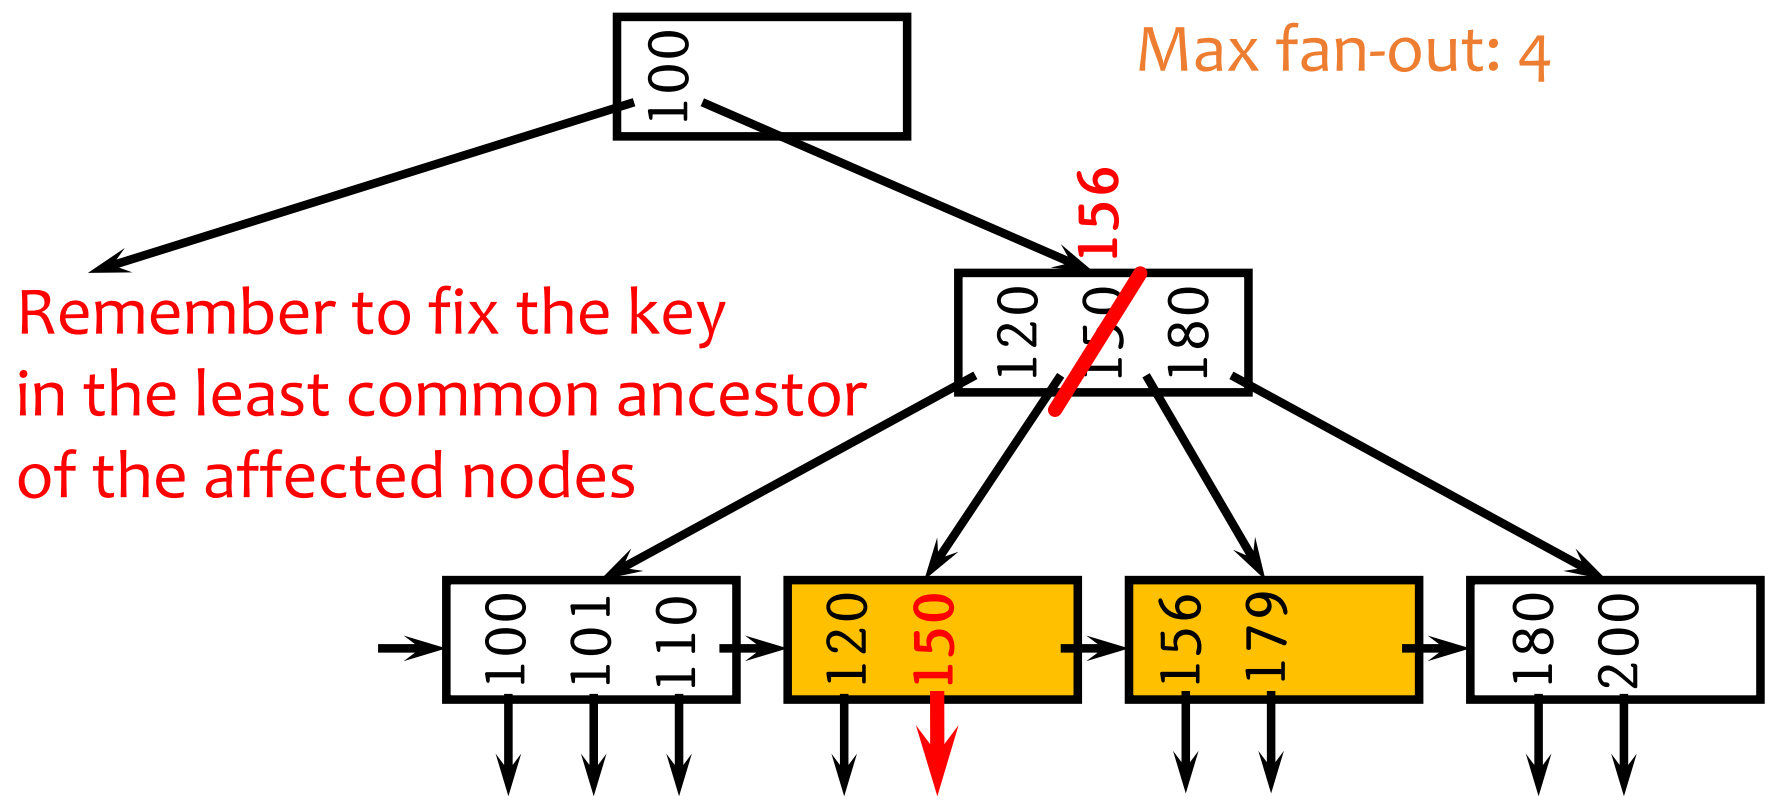 100
Max fan-out: 4
156
120 150 180
Remember to fix the key
in the least common ancestor
of the affected nodes
100 101 110
120 150
156 179
180 200